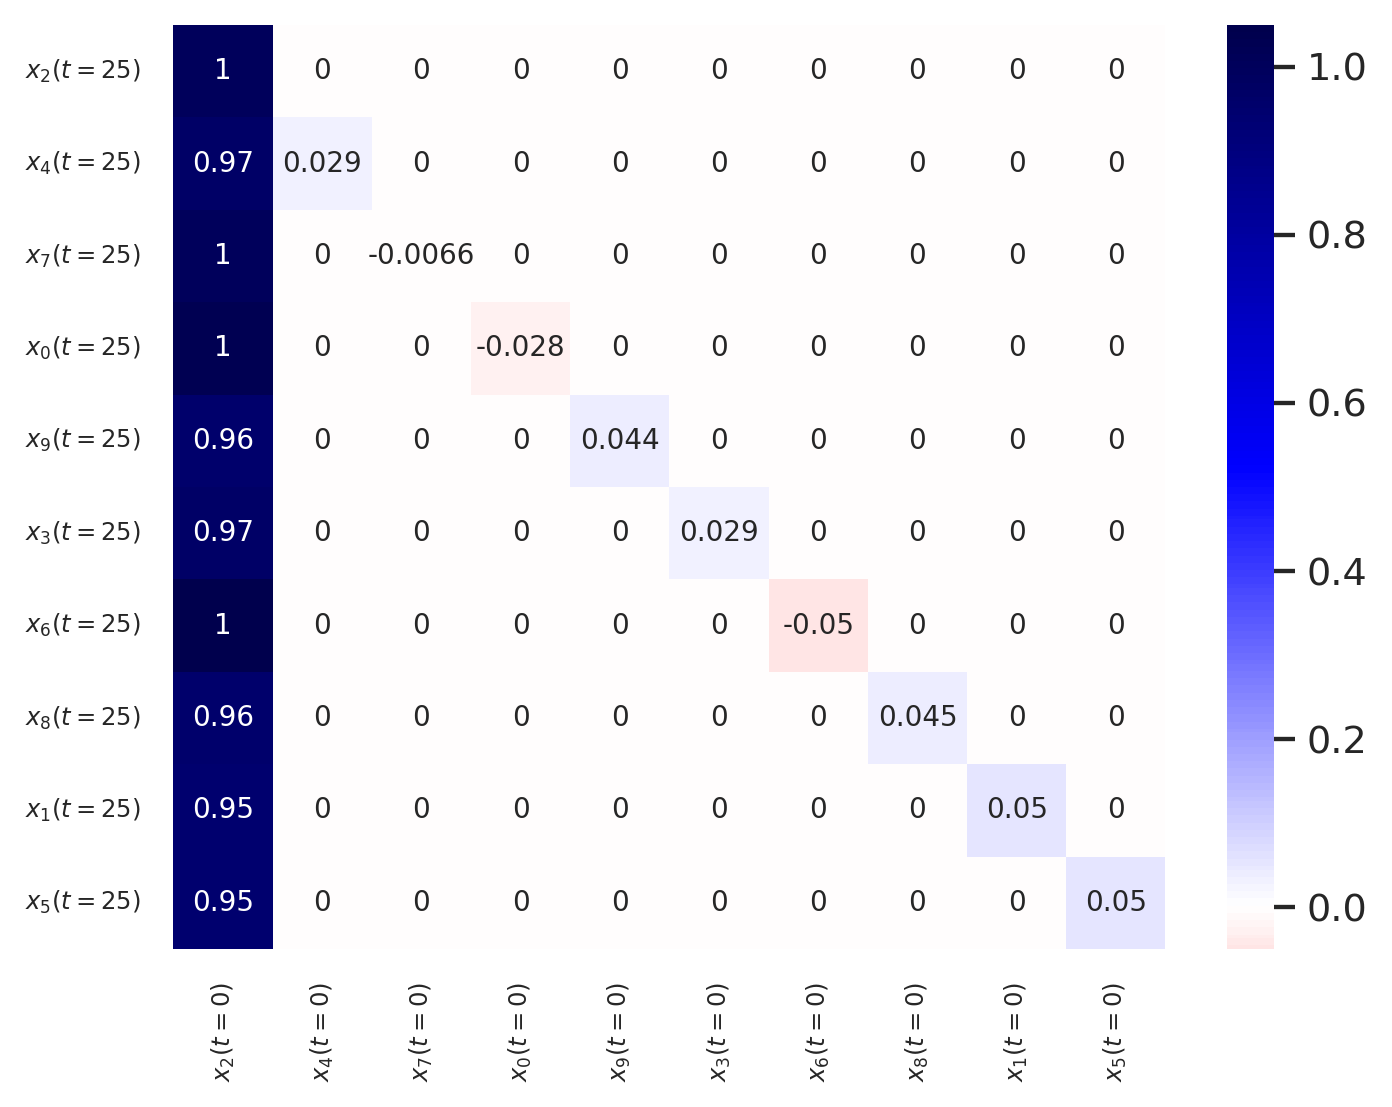 x₂(t = 25) 1 0 0 0 0 0 0 0 0 0
x₄(t = 25) 0.97 0.029 0 0 0 0 0 0 0 0
x₇(t = 25) 1 0 -0.0066 0 0 0 0 0 0 0
x₀(t = 25) 1 0 0 -0.028 0 0 0 0 0 0
x₉(t = 25) 0.96 0 0 0 0.044 0 0 0 0 0
x₃(t = 25) 0.97 0 0 0 0 0.029 0 0 0 0
x₆(t = 25) 1 0 0 0 0 0 -0.05 0 0 0
x₈(t = 25) 0.96 0 0 0 0 0 0 0.045 0 0
x₁(t = 25) 0.95 0 0 0 0 0 0 0 0.05 0
x₅(t = 25) 0.95 0 0 0 0 0 0 0 0 0.05
x₂(t = 0)
x₄(t = 0)
x₇(t = 0)
x₀(t = 0)
x₉(t = 0)
x₃(t = 0)
x₆(t = 0)
x₈(t = 0)
x₁(t = 0)
x₅(t = 0)
1.0
0.8
0.6
0.4
0.2
0.0